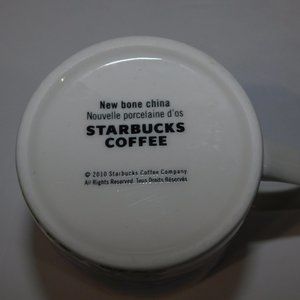 New bone china
Nouvelle porcelaine d'os
STARBUCKS
COFFEE
© 2010 Starbucks Coffee Company.
All Rights Reserved. Tous Droits Réservés